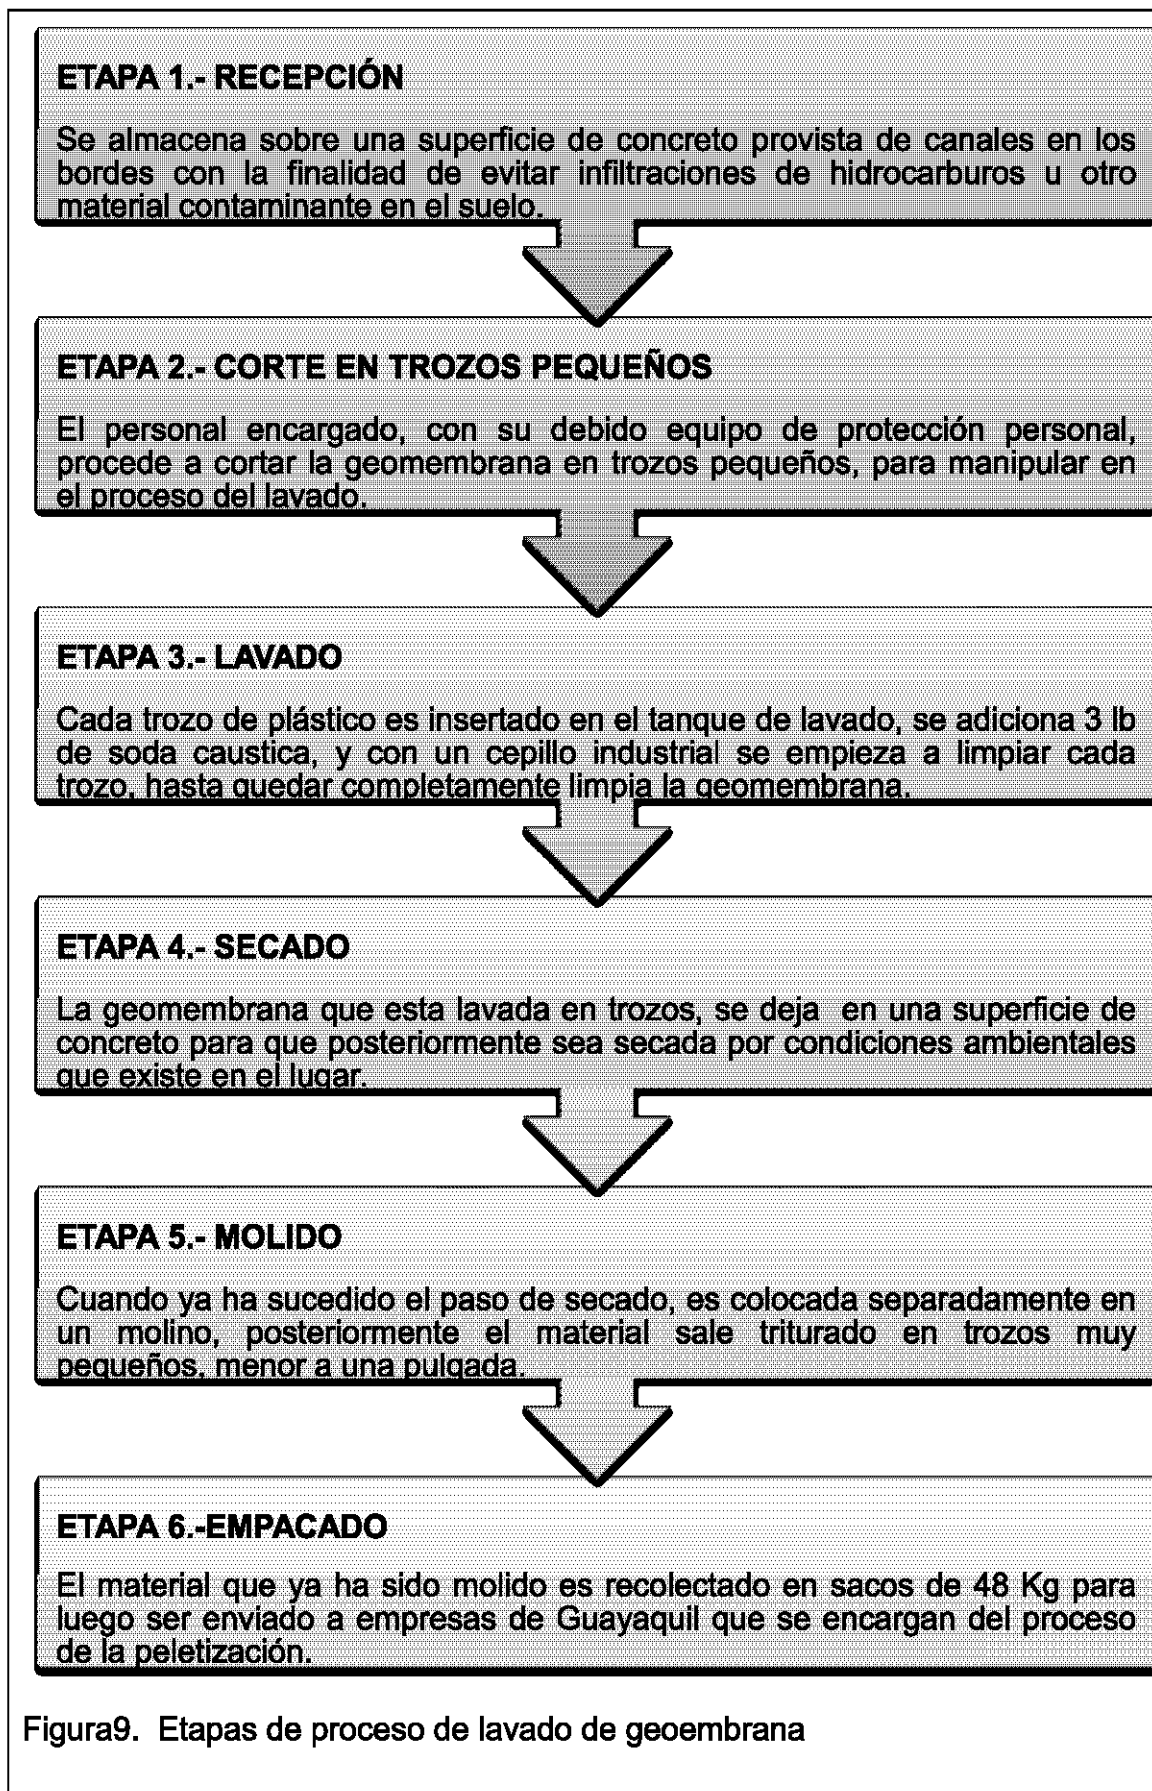 ETAPA 1.- RECEPCIÓN
Se almacena sobre una superficie de concreto provista de canales en los
bordes con la finalidad de evitar infiltraciones de hidrocarburos u otro
material contaminante en el suelo.
ETAPA 2.- CORTE EN TROZOS PEQUEÑOS
El personal encargado, con su debido equipo de protección personal,
procede a cortar la geomembrana en trozos pequeños, para manipular en
el proceso del lavado.
ETAPA 3.- LAVADO
Cada trozo de plástico es insertado en el tanque de lavado, se adiciona 3 lb
de soda caustica, y con un cepillo industrial se empieza a limpiar cada
trozo, hasta quedar completamente limpia la geomembrana.
ETAPA 4.- SECADO
La geomembrana que esta lavada en trozos, se deja  en una superficie de
concreto para que posteriormente sea secada por condiciones ambientales
que existe en el lugar.
ETAPA 5.- MOLIDO
Cuando ya ha sucedido el paso de secado, es colocada separadamente en
un molino, posteriormente el material sale triturado en trozos muy
pequeños, menor a una pulgada.
ETAPA 6.-EMPACADO
El material que ya ha sido molido es recolectado en sacos de 48 Kg para
luego ser enviado a empresas de Guayaquil que se encargan del proceso
de la peletización.
Figura9.  Etapas de proceso de lavado de geoembrana